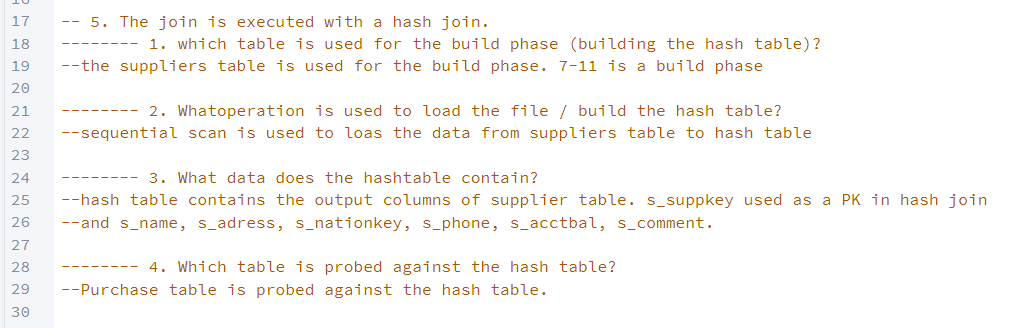 17 -- 5. The join is executed with a hash join.
18 -------- 1. which table is used for the build phase (building the hash table)?
19 --the suppliers table is used for the build phase. 7-11 is a build phase
20
21 -------- 2. Whatoperation is used to load the file / build the hash table?
22 --sequential scan is used to loas the data from suppliers table to hash table
23
24 -------- 3. What data does the hashtable contain?
25 --hash table contains the output columns of supplier table. s_suppkey used as a PK in hash join
26 --and s_name, s_adress, s_nationkey, s_phone, s_acctbal, s_comment.
27
28 -------- 4. Which table is probed against the hash table?
29 --Purchase table is probed against the hash table.
30